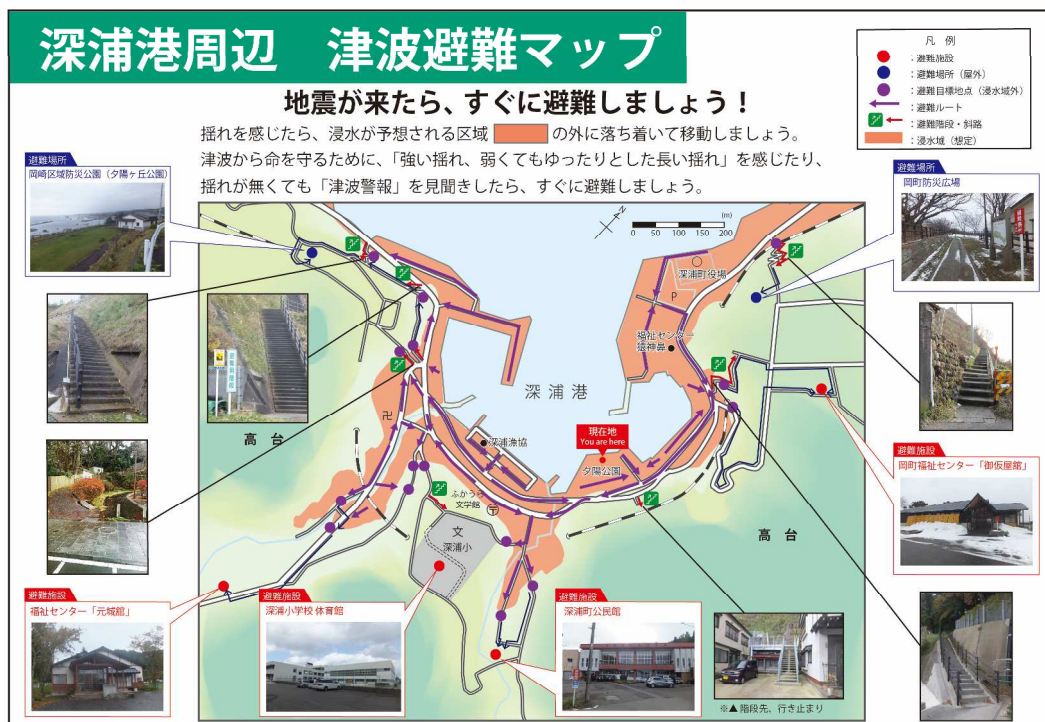 深浦港周辺 津波避難マップ
凡 例
：避難施設
：避難場所（屋外）
：避難目標地点（浸水域外）
：避難ルート
：避難階段・斜路
：浸水域（想定）
地震が来たら、すぐに避難しましょう！
揺れを感じたら、浸水が予想される区域 の外に落ち着いて移動しましょう。
津波から命を守るために、「強い揺れ、弱くてもゆったりとした長い揺れ」を感じたり、
揺れが無くても「津波警報」を見聞きしたら、すぐに避難しましょう。
避難場所
岡崎区域防災公園（夕陽ヶ丘公園）
避難場所
岡町防災広場
N
(m)
0 50 100 150 200
深浦町役場
P
福祉センター
猿神鼻
深浦港
深浦漁協
現在地
You are here
夕陽公園
卍
高 台
ふかうら
文学館
〒
文
深浦小
高 台
避難施設
岡町福祉センター「御仮屋館」
避難施設
福祉センター「元城館」
避難施設
深浦小学校 体育館
避難施設
深浦町公民館
※▲ 階段先、行き止まり